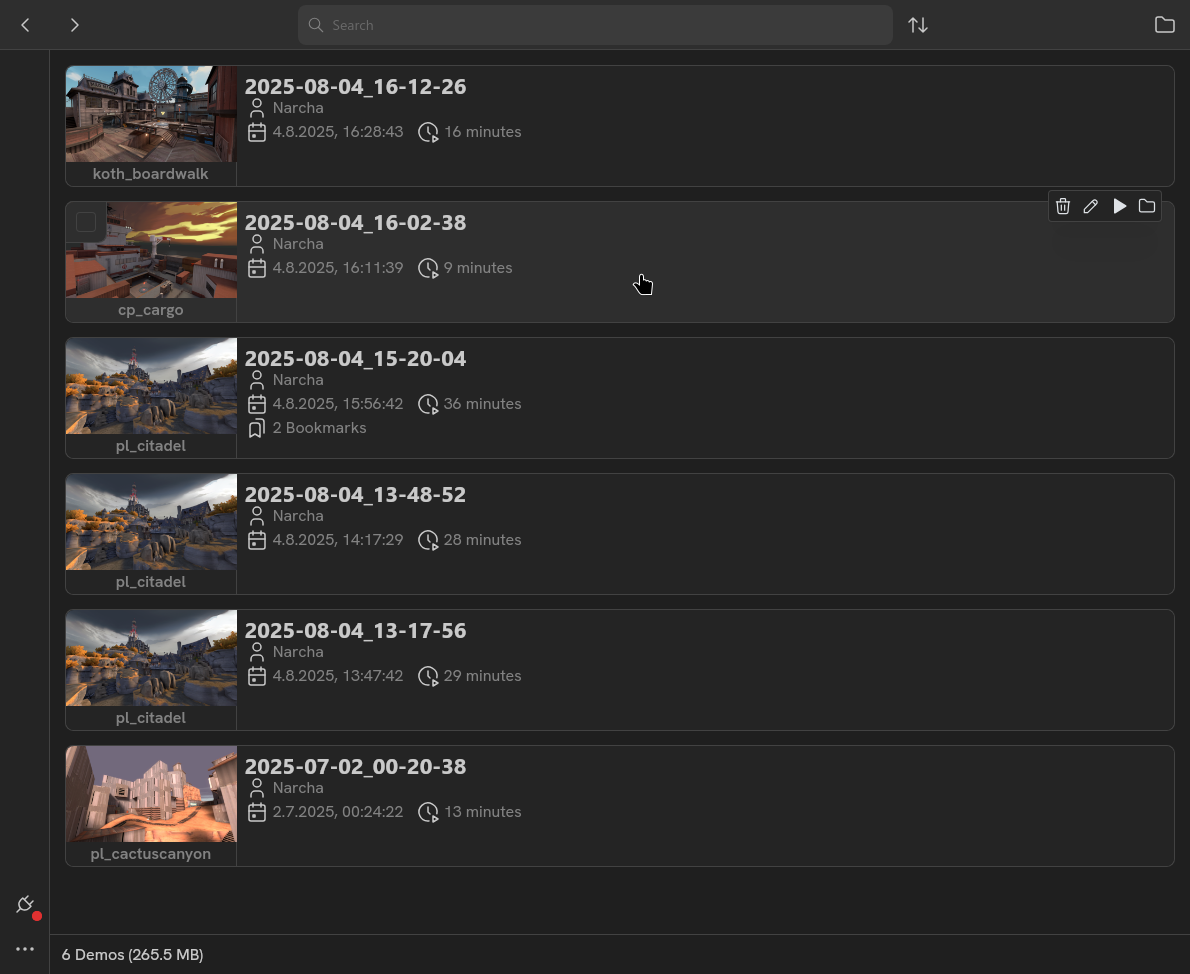 Search
2025-08-04_16-12-26
Narcha
4.8.2025, 16:28:43 16 minutes
koth_boardwalk
2025-08-04_16-02-38
Narcha
4.8.2025, 16:11:39 9 minutes
cp_cargo
2025-08-04_15-20-04
Narcha
4.8.2025, 15:56:42 36 minutes
2 Bookmarks
pl_citadel
2025-08-04_13-48-52
Narcha
4.8.2025, 14:17:29 28 minutes
pl_citadel
2025-08-04_13-17-56
Narcha
4.8.2025, 13:47:42 29 minutes
pl_citadel
2025-07-02_00-20-38
Narcha
2.7.2025, 00:24:22 13 minutes
pl_cactuscanyon
6 Demos (265.5 MB)